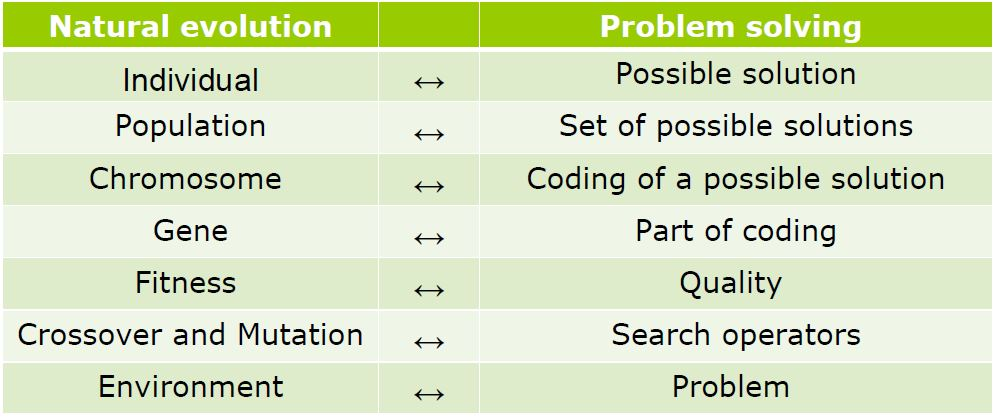 Natural evolution Problem solving
Individual ↔ Possible solution
Population ↔ Set of possible solutions
Chromosome ↔ Coding of a possible solution
Gene ↔ Part of coding
Fitness ↔ Quality
Crossover and Mutation ↔ Search operators
Environment ↔ Problem